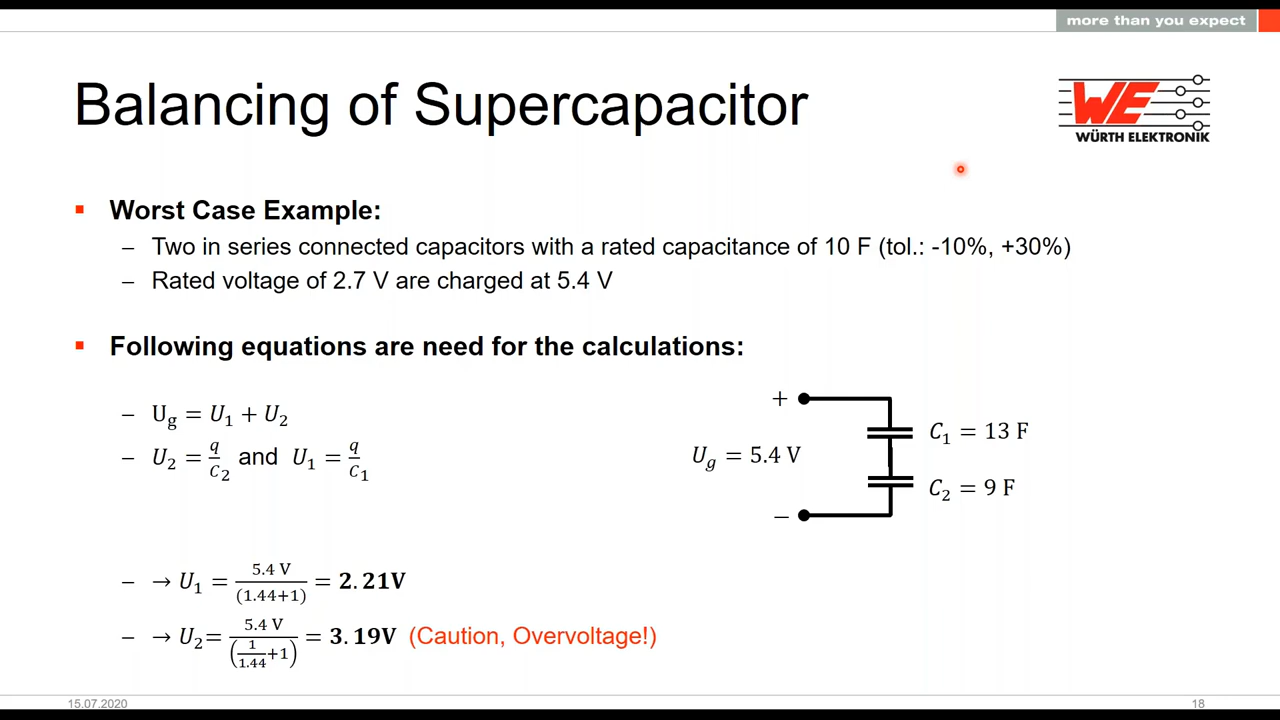 more than you expect
Balancing of Supercapacitor
WE
WÜRTH ELEKTRONIK
▪ Worst Case Example:
– Two in series connected capacitors with a rated capacitance of 10 F (tol.: -10%, +30%)
– Rated voltage of 2.7 V are charged at 5.4 V
▪ Following equations are need for the calculations:
– U_g = U_1 + U_2
– U_2 = q/C_2 and U_1 = q/C_1
+
C_1 = 13 F
U_g = 5.4 V
C_2 = 9 F
–
– → U_1 = 5.4 V/(1.44+1) = 2.21V
– → U_2 = 5.4 V/(1/1.44+1) = 3.19V (Caution, Overvoltage!)
15.07.2020
18